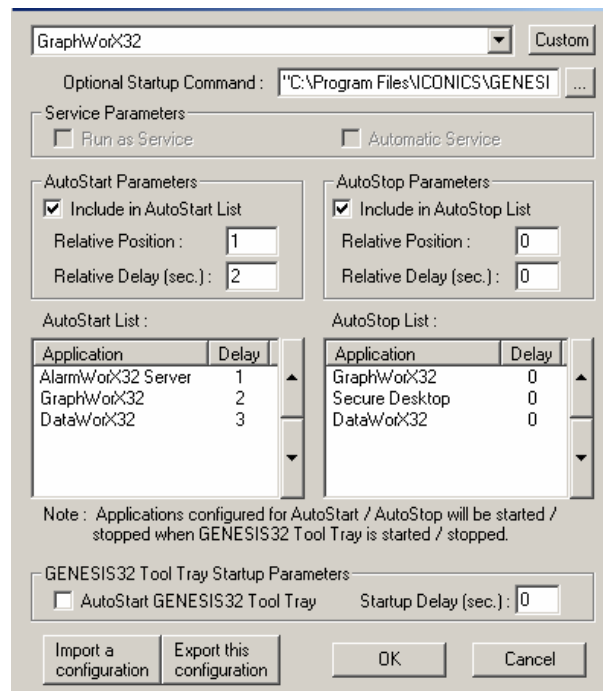 GraphWorX32 Custom
Optional Startup Command : "C:\Program Files\ICONICS\GENESI ...
Service Parameters
Run as Service Automatic Service
AutoStart Parameters AutoStop Parameters
Include in AutoStart List Include in AutoStop List
Relative Position : 1 Relative Position : 0
Relative Delay (sec.) : 2 Relative Delay (sec.) : 0
AutoStart List : AutoStop List :
Application Delay Application Delay
AlarmWorX32 Server 1 GraphWorX32 0
GraphWorX32 2 Secure Desktop 0
DataWorX32 3 DataWorX32 0
Note : Applications configured for AutoStart / AutoStop will be started /
stopped when GENESIS32 Tool Tray is started / stopped.
GENESIS32 Tool Tray Startup Parameters
AutoStart GENESIS32 Tool Tray Startup Delay (sec.) : 0
Import a Export this
configuration configuration OK Cancel